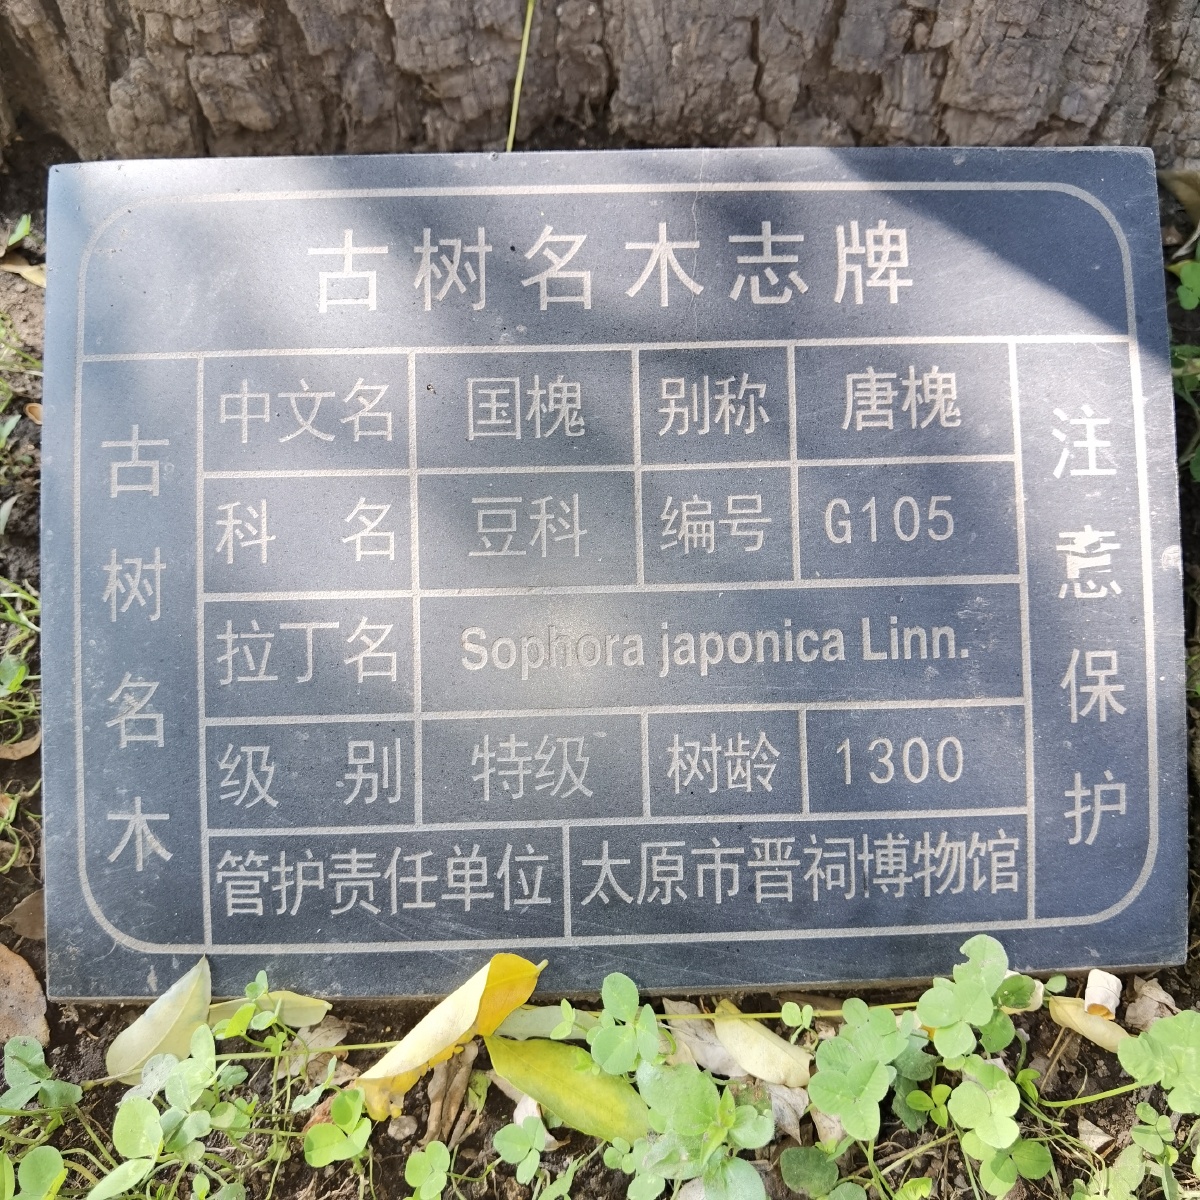 古树名木志牌
古树名木
中文名 国槐 别称 唐槐
科名 豆科 编号 G105
拉丁名 Sophora japonica Linn.
级别 特级 树龄 1300
管护责任单位 太原市晋祠博物馆
注意保护